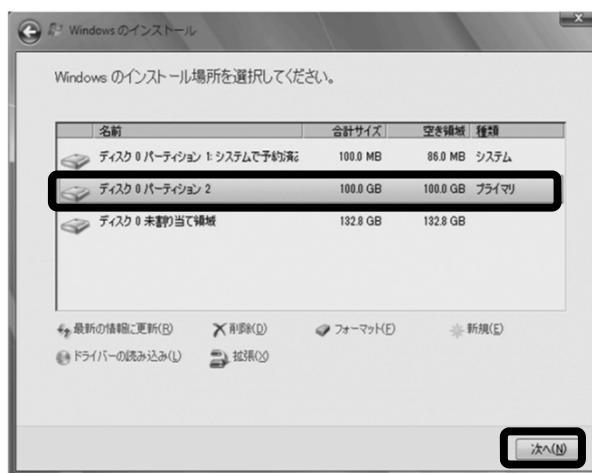 Windows のインストール
Windows のインストール場所を選択してください。
名前 合計サイズ 空き領域 種類
ディスク 0 パーティション 1: システムで予約済 100.0 MB 86.0 MB システム
ディスク 0 パーティション 2 100.0 GB 100.0 GB プライマリ
ディスク 0 未割り当て領域 132.8 GB 132.8 GB
最新の情報に更新(R) 削除(D) フォーマット(F) 新規(E)
ドライバーの読み込み(L) 拡張(X)
次へ(N)